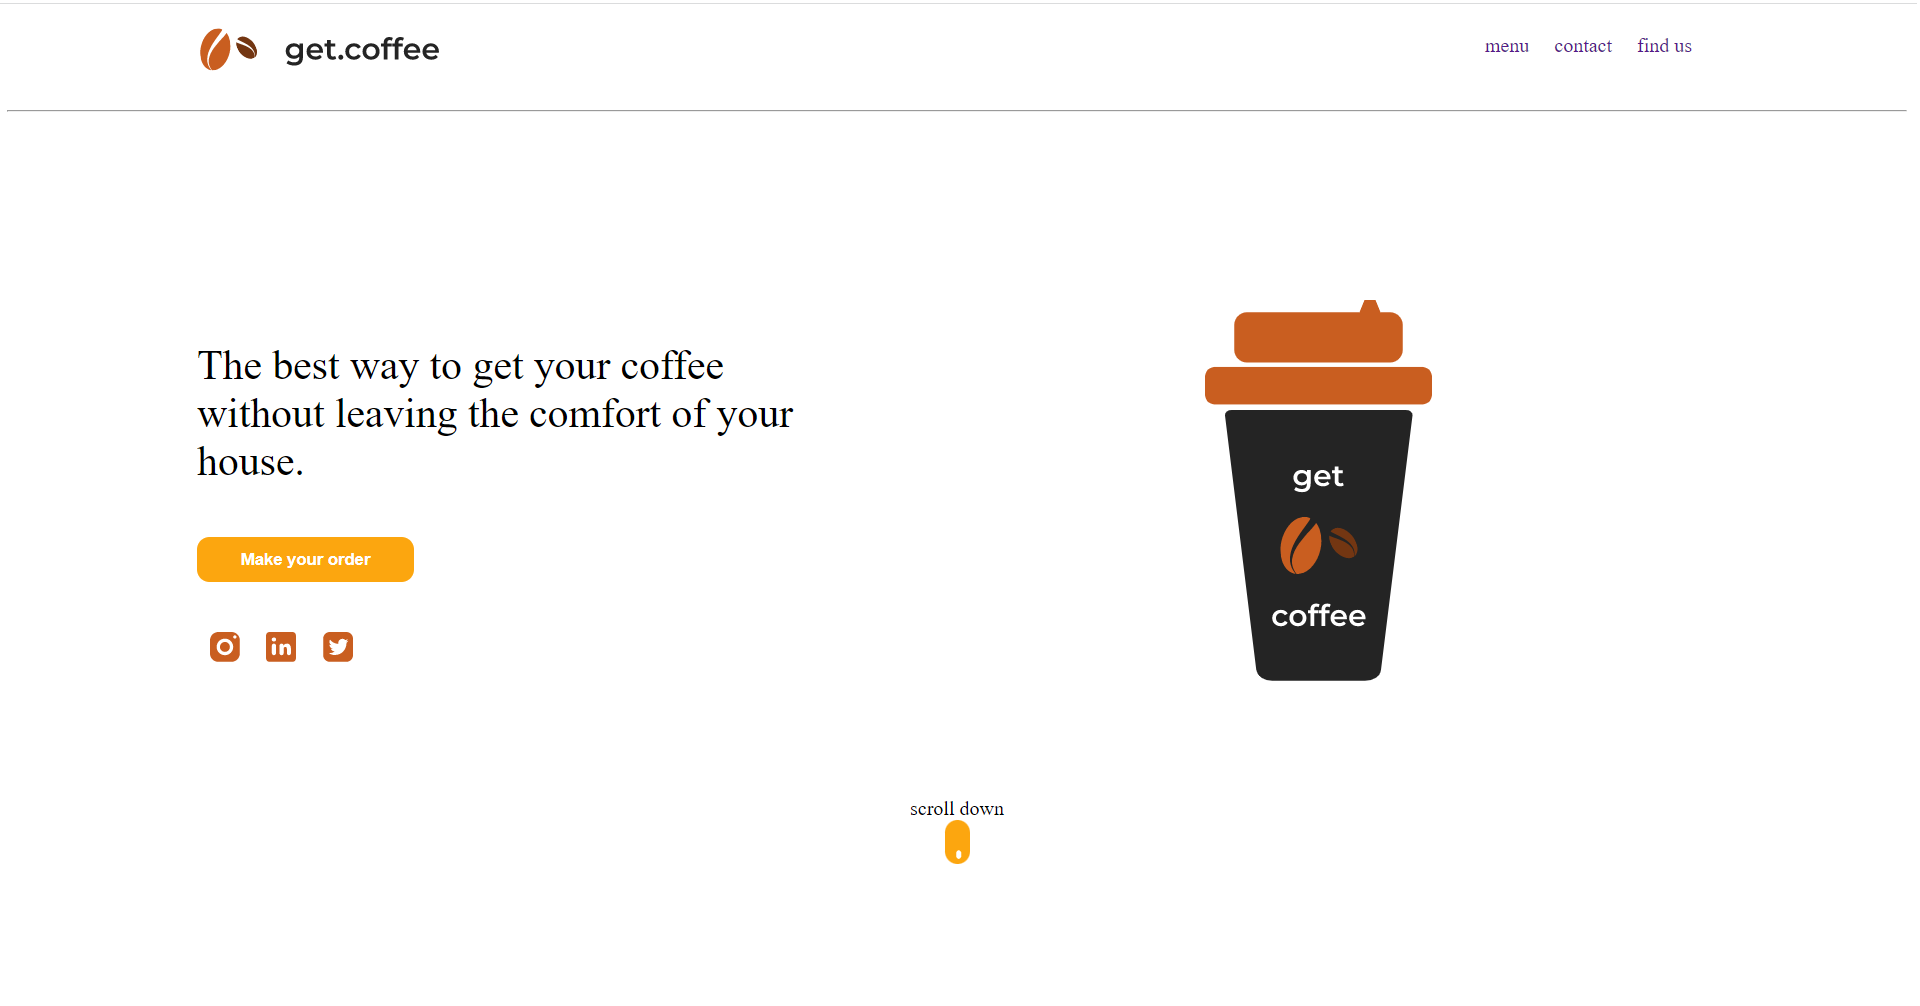 get.coffee
menu contact find us
The best way to get your coffee
without leaving the comfort of your
house.
Make your order
in
get
coffee
scroll down